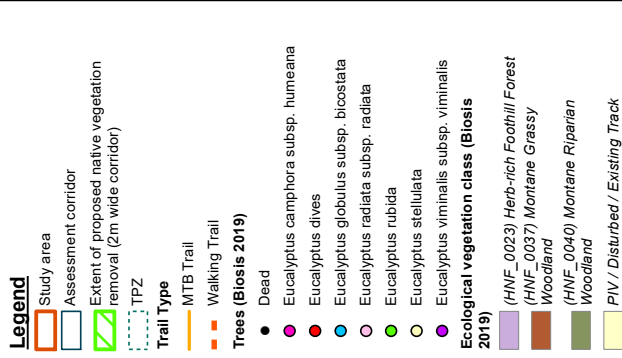 Legend
Study area
Assessment corridor
Extent of proposed native vegetation
removal (2m wide corridor)
TPZ
Trail Type
MTB Trail
Walking Trail
Trees (Biosis 2019)
Dead
Eucalyptus camphora subsp. humeana
Eucalyptus dives
Eucalyptus globulus subsp. bicostata
Eucalyptus radiata subsp. radiata
Eucalyptus rubida
Eucalyptus stellulata
Eucalyptus viminalis subsp. viminalis
Ecological vegetation class (Biosis
2019)
(HNF_0023) Herb-rich Foothill Forest
(HNF_0037) Montane Grassy
Woodland
(HNF_0040) Montane Riparian
Woodland
PIV / Disturbed / Existing Track